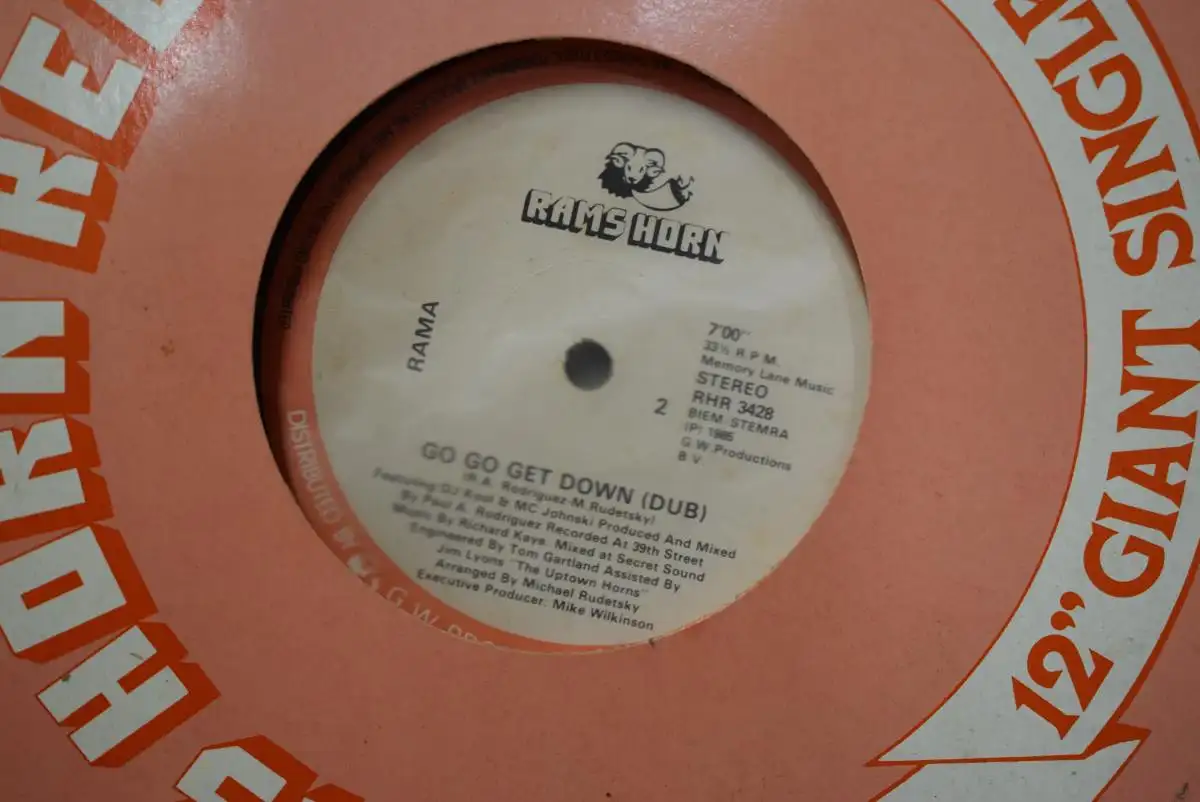 HORN RE
12" GIANT SINGLE
RAMS HORN
RAMA
7'00''
33⅓ R.P.M.
Memory Lane Music
STEREO
RHR 3428
BIEM STEMRA
(P) 1985
G W Productions
B V
2
GO GO GET DOWN (DUB)
(P. A. Rodriguez-M. Rudetsky)
Featuring: DJ Kool & MC Johnski Produced And Mixed
By Paul A. Rodriguez Recorded At 39th Street
Music By Richard Kaye. Mixed at Secret Sound
Engineered By Tom Gartland Assisted By
Jim Lyons "The Uptown Horns"
Arranged By Michael Rudetsky
Executive Producer. Mike Wilkinson
DISTRIBUTED BY G.W.